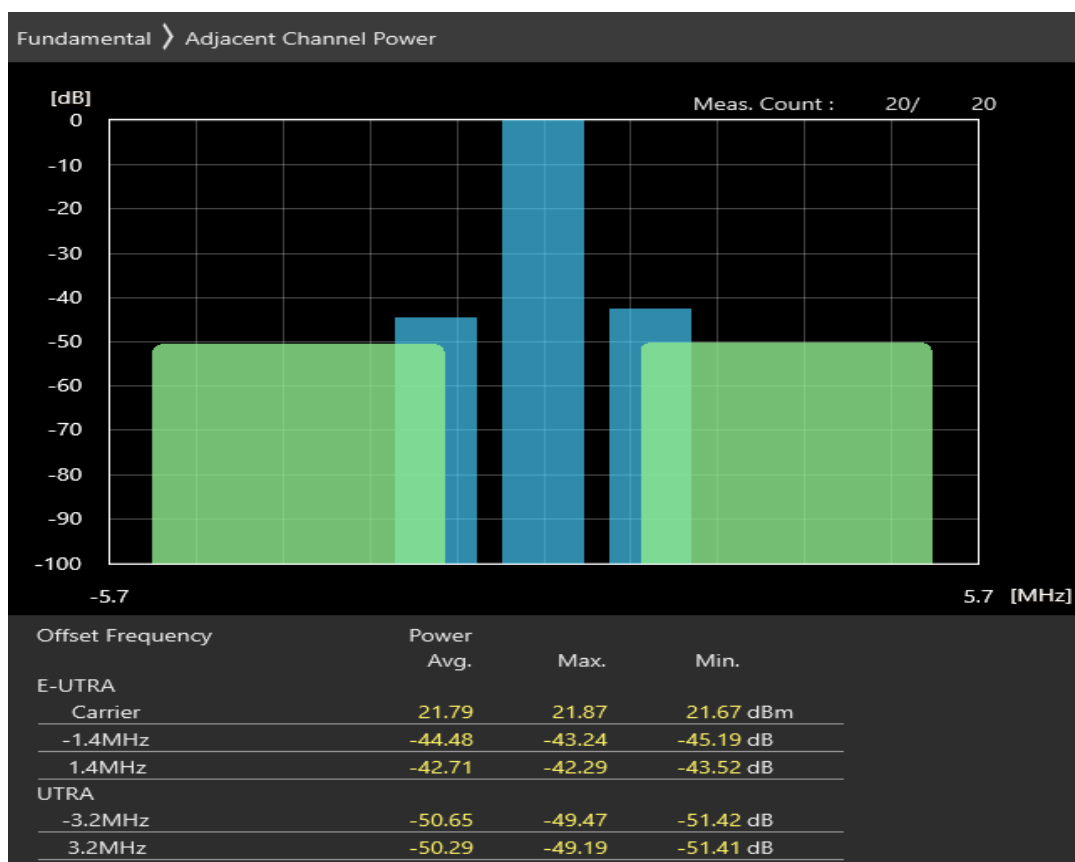 Fundamental 〉 Adjacent Channel Power
[dB]
Meas. Count : 20/ 20
0
-10
-20
-30
-40
-50
-60
-70
-80
-90
-100
-5.7 5.7 [MHz]
Offset Frequency Power
Avg. Max. Min.
E-UTRA
Carrier 21.79 21.87 21.67 dBm
-1.4MHz -44.48 -43.24 -45.19 dB
1.4MHz -42.71 -42.29 -43.52 dB
UTRA
-3.2MHz -50.65 -49.47 -51.42 dB
3.2MHz -50.29 -49.19 -51.41 dB